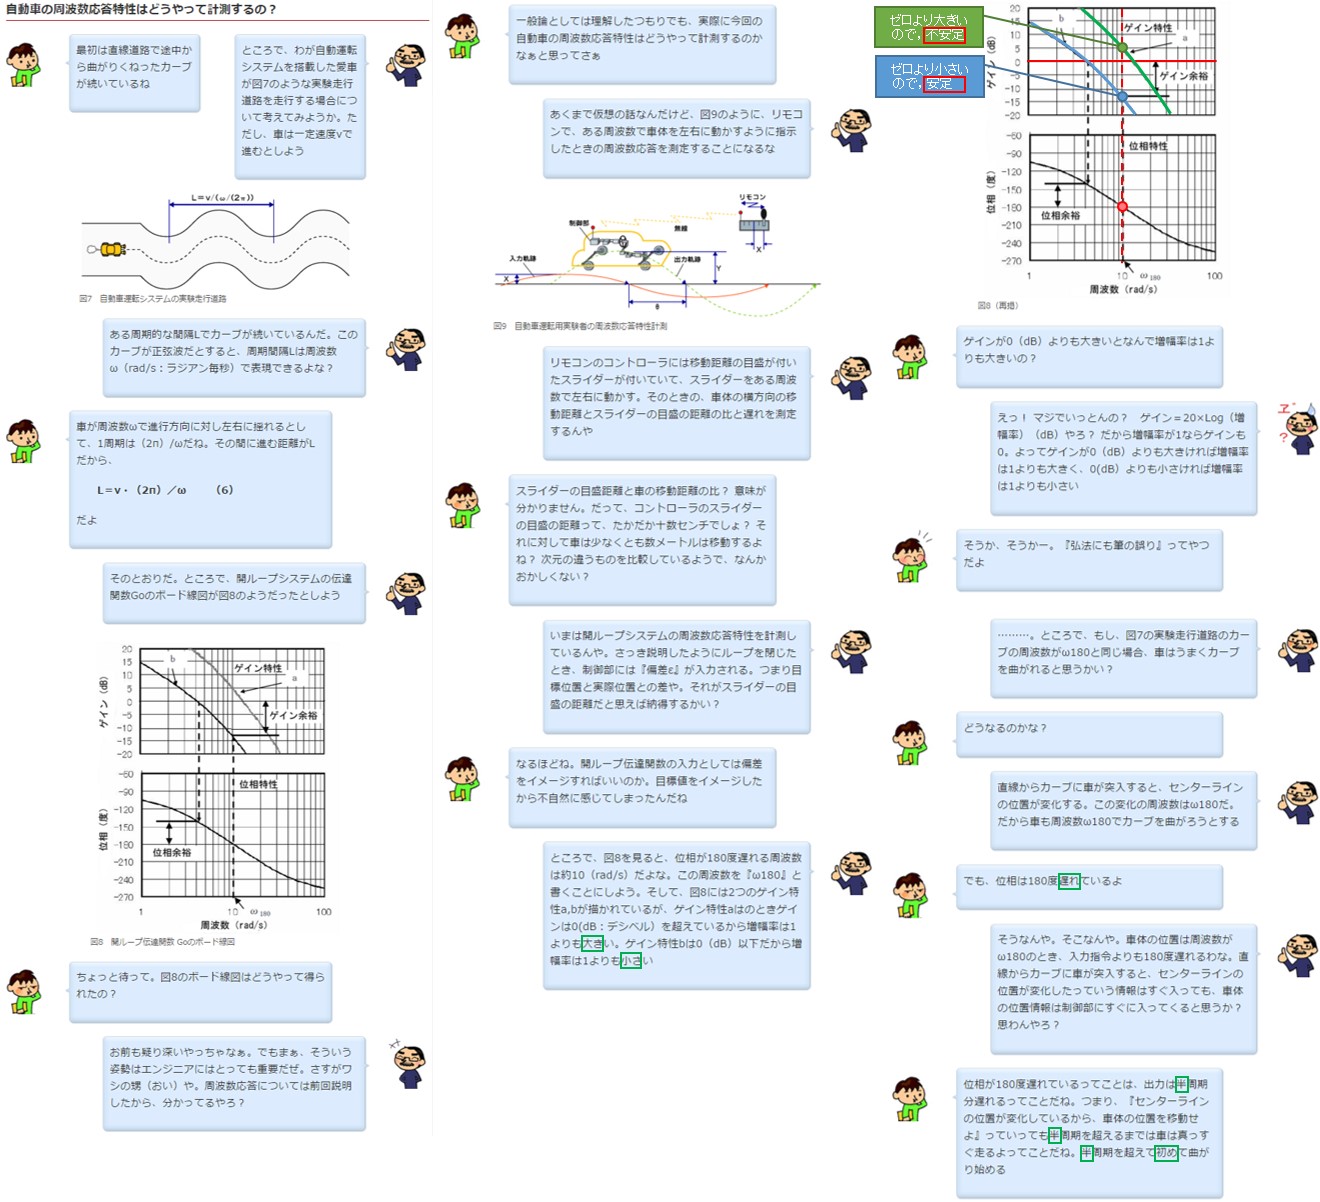 自動車の周波数応答特性はどうやって計測するの？
最初は直線道路で途中か
ら曲がりくねったカーブ
が続いているね
ところで、わが自動運転
システムを搭載した愛車
が図7のような実験走行
道路を走行する場合につ
いて考えてみようか。た
だし、車は一定速度vで
進むとしよう
L＝v／(ω／(2π))
図7　自動車運転システムの実験走行道路
ある周期的な間隔Lでカーブが続いているんだ。この
カーブが正弦波だとすると、周期間隔Lは周波数
ω（rad/s：ラジアン毎秒）で表現できるよな？
車が周波数ωで進行方向に対し左右に揺れるとし
て、1周期は（2π）/ωだね。その間に進む距離がL
だから、
L＝v・（2π）／ω　　（6）
だよ
そのとおりだ。ところで、開ループシステムの伝達
関数Goのボード線図が図8のようだったとしよう
ゲイン（dB）
20
15
10
5
0
−5
−10
−15
−20
b
ゲイン特性
a
ゲイン余裕
位相（度）
−60
−90
−120
−150
−180
−210
−240
−270
位相特性
位相余裕
1
10
ω180
100
周波数（rad/s）
図8　開ループ伝達関数 Goのボード線図
ちょっと待って。図8のボード線図はどうやって得ら
れたの？
お前も疑り深いやっちゃなぁ。でもまぁ、そういう
姿勢はエンジニアにはとっても重要だぜ。さすがワ
シの甥（おい）や。周波数応答については前回説明
したから、分かってるやろ？
一般論としては理解したつもりでも、実際に今回の
自動車の周波数応答特性はどうやって計測するのか
なぁと思ってさぁ
あくまで仮想の話なんだけど、図9のように、リモコ
ンで、ある周波数で車体を左右に動かすように指示
したときの周波数応答を測定することになるな
リモコン
制御部
無線
X
入力軌跡
出力軌跡
X
Y
θ
図9　自動車運転用実験者の周波数応答特性計測
リモコンのコントローラには移動距離の目盛が付い
たスライダーが付いていて、スライダーをある周波
数で左右に動かす。そのときの、車体の横方向の移
動距離とスライダーの目盛の距離の比と遅れを測定
するんや
スライダーの目盛距離と車の移動距離の比？ 意味が
分かりません。だって、コントローラのスライダー
の目盛の距離って、たかだか十数センチでしょ？ そ
れに対して車は少なくとも数メートルは移動するよ
ね？ 次元の違うものを比較しているようで、なんか
おかしくない？
いまは開ループシステムの周波数応答特性を計測し
ているんや。さっき説明したようにループを閉じた
とき、制御部には『偏差ε』が入力される。つまり目
標位置と実際位置との差や。それがスライダーの目
盛の距離だと思えば納得するかい？
なるほどね。開ループ伝達関数の入力としては偏差
をイメージすればいいのか。目標値をイメージした
から不自然に感じてしまったんだね
ところで、図8を見ると、位相が180度遅れる周波数
は約10（rad/s）だよな。この周波数を『ω180』と
書くことにしよう。そして、図8には2つのゲイン特
性a,bが描かれているが、ゲイン特性aはのときゲイ
ンは0(dB：デシベル）を超えているから増幅率は1
よりも大きい。ゲイン特性bは0（dB）以下だから増
幅率は1よりも小さい
ゼロより大きい
ので，不安定
ゼロより小さい
ので，安定
ゲイン（dB）
20
15
10
5
0
−5
−10
−15
−20
b
ゲイン特性
a
ゲイン余裕
位相（度）
−60
−90
−120
−150
−180
−210
−240
−270
位相特性
位相余裕
1
10
ω180
100
周波数（rad/s）
図8（再掲）
ゲインが0（dB）よりも大きいとなんで増幅率は1よ
りも大きいの？
えっ！ マジでいっとんの？　ゲイン＝20×Log（増
幅率）（dB）やろ？ だから増幅率が1ならゲインも
0。よってゲインが0（dB）よりも大きければ増幅率
は1よりも大きく、0(dB）よりも小さければ増幅率
は1よりも小さい
エ゛
？
そうか、そうかー。『弘法にも筆の誤り』ってやつ
だよ
………。ところで、もし、図7の実験走行道路のカー
ブの周波数がω180と同じ場合、車はうまくカーブ
を曲がれると思うかい？
どうなるのかな？
直線からカーブに車が突入すると、センターライン
の位置が変化する。この変化の周波数はω180だ。
だから車も周波数ω180でカーブを曲がろうとする
でも、位相は180度遅れているよ
そうなんや。そこなんや。車体の位置は周波数が
ω180のとき、入力指令よりも180度遅れるわな。直
線からカーブに車が突入すると、センターラインの
位置が変化したっていう情報はすぐ入っても、車体
の位置情報は制御部にすぐに入ってくると思うか？
思わんやろ？
位相が180度遅れているってことは、出力は半周期
分遅れるってことだね。つまり、『センターライン
の位置が変化しているから、車体の位置を移動せ
よ』っていっても半周期を超えるまでは車は真っす
ぐ走るよってことだね。半周期を超えて初めて曲が
り始める